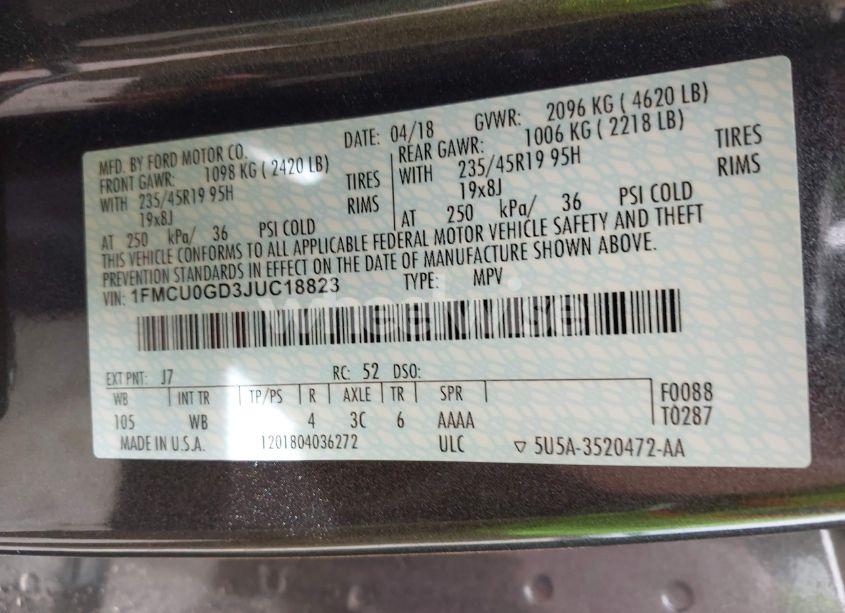 MFD. BY FORD MOTOR CO. DATE: 04/18 GVWR: 2096 KG ( 4620 LB)
FRONT GAWR: 1098 KG ( 2420 LB) REAR GAWR: 1006 KG ( 2218 LB)
WITH 235/45R19 95H TIRES WITH 235/45R19 95H TIRES
19x8J RIMS 19x8J RIMS
AT 250 kPa/ 36 PSI COLD AT 250 kPa/ 36 PSI COLD
THIS VEHICLE CONFORMS TO ALL APPLICABLE FEDERAL MOTOR VEHICLE SAFETY AND THEFT
PREVENTION STANDARDS IN EFFECT ON THE DATE OF MANUFACTURE SHOWN ABOVE.
VIN: 1FMCU0GD3JUC18823 TYPE: MPV
wheelwise
EXT PNT: J7 RC: 52 DSO:
WB INT TR TP/PS R AXLE TR SPR F0088
105 WB 4 3C 6 AAAA T0287
MADE IN U.S.A. 1201804036272 ULC ▽ 5U5A-3520472-AA